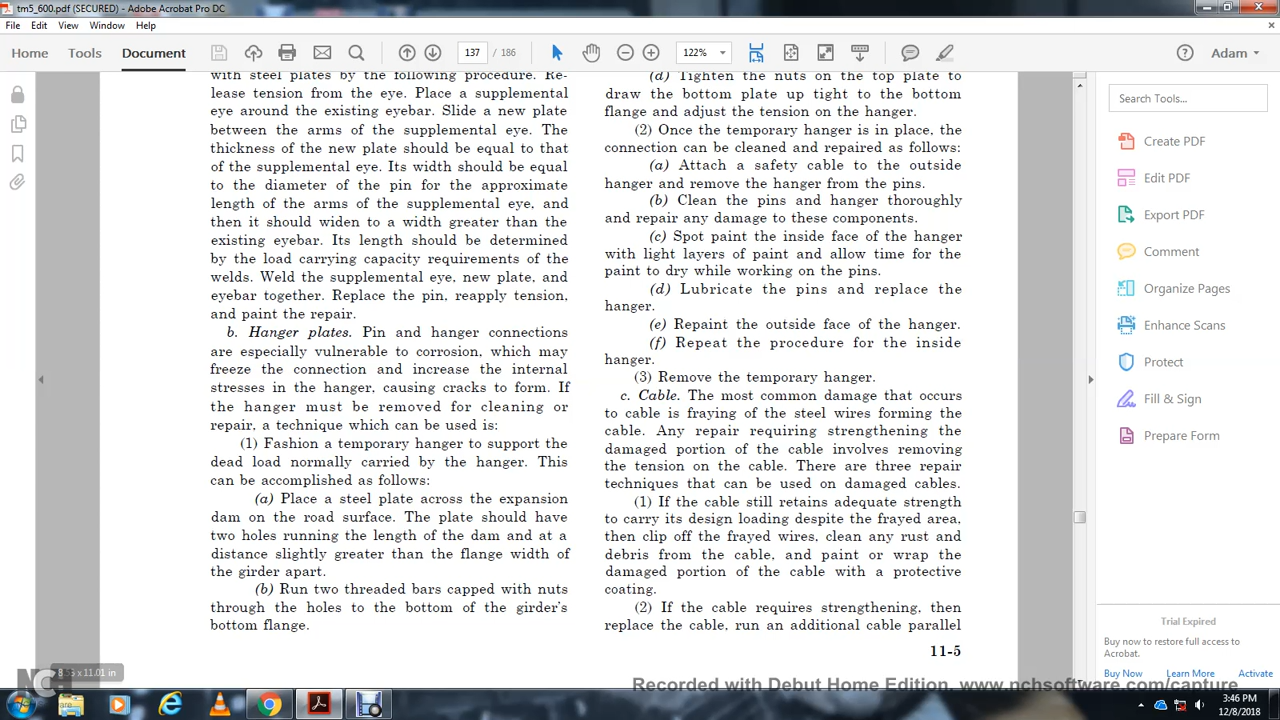 tm5_600.pdf (SECURED) - Adobe Acrobat Pro DC
File Edit View Window Help
Home Tools Document 137 / 186 122% Adam
with steel plates by the following procedure. Re-
lease tension from the eye. Place a supplemental
eye around the existing eyebar. Slide a new plate
between the arms of the supplemental eye. The
thickness of the new plate should be equal to that
of the supplemental eye. Its width should be equal
to the diameter of the pin for the approximate
length of the arms of the supplemental eye, and
then it should widen to a width greater than the
existing eyebar. Its length should be determined
by the load carrying capacity requirements of the
welds. Weld the supplemental eye, new plate, and
eyebar together. Replace the pin, reapply tension,
and paint the repair.
b. Hanger plates. Pin and hanger connections
are especially vulnerable to corrosion, which may
freeze the connection and increase the internal
stresses in the hanger, causing cracks to form. If
the hanger must be removed for cleaning or
repair, a technique which can be used is:
(1) Fashion a temporary hanger to support the
dead load normally carried by the hanger. This
can be accomplished as follows:
(a) Place a steel plate across the expansion
dam on the road surface. The plate should have
two holes running the length of the dam and at a
distance slightly greater than the flange width of
the girder apart.
(b) Run two threaded bars capped with nuts
through the holes to the bottom of the girder's
bottom flange.
(d) Tighten the nuts on the top plate to
draw the bottom plate up tight to the bottom
flange and adjust the tension on the hanger.
(2) Once the temporary hanger is in place, the
connection can be cleaned and repaired as follows:
(a) Attach a safety cable to the outside
hanger and remove the hanger from the pins.
(b) Clean the pins and hanger thoroughly
and repair any damage to these components.
(c) Spot paint the inside face of the hanger
with light layers of paint and allow time for the
paint to dry while working on the pins.
(d) Lubricate the pins and replace the
hanger.
(e) Repaint the outside face of the hanger.
(f) Repeat the procedure for the inside
hanger.
(3) Remove the temporary hanger.
c. Cable. The most common damage that occurs
to cable is fraying of the steel wires forming the
cable. Any repair requiring strengthening the
damaged portion of the cable involves removing
the tension on the cable. There are three repair
techniques that can be used on damaged cables.
(1) If the cable still retains adequate strength
to carry its design loading despite the frayed area,
then clip off the frayed wires, clean any rust and
debris from the cable, and paint or wrap the
damaged portion of the cable with a protective
coating.
(2) If the cable requires strengthening, then
replace the cable, run an additional cable parallel
11-5
Search Tools...
Create PDF
Edit PDF
Export PDF
Comment
Organize Pages
Enhance Scans
Protect
Fill & Sign
Prepare Form
Trial Expired
Buy now to restore full access to
Acrobat.
Buy Now Learn More Activate
x 11.01 in
NCH
Recorded with Debut Home Edition. www.nchsoftware.com/capture
3:46 PM
12/8/2018